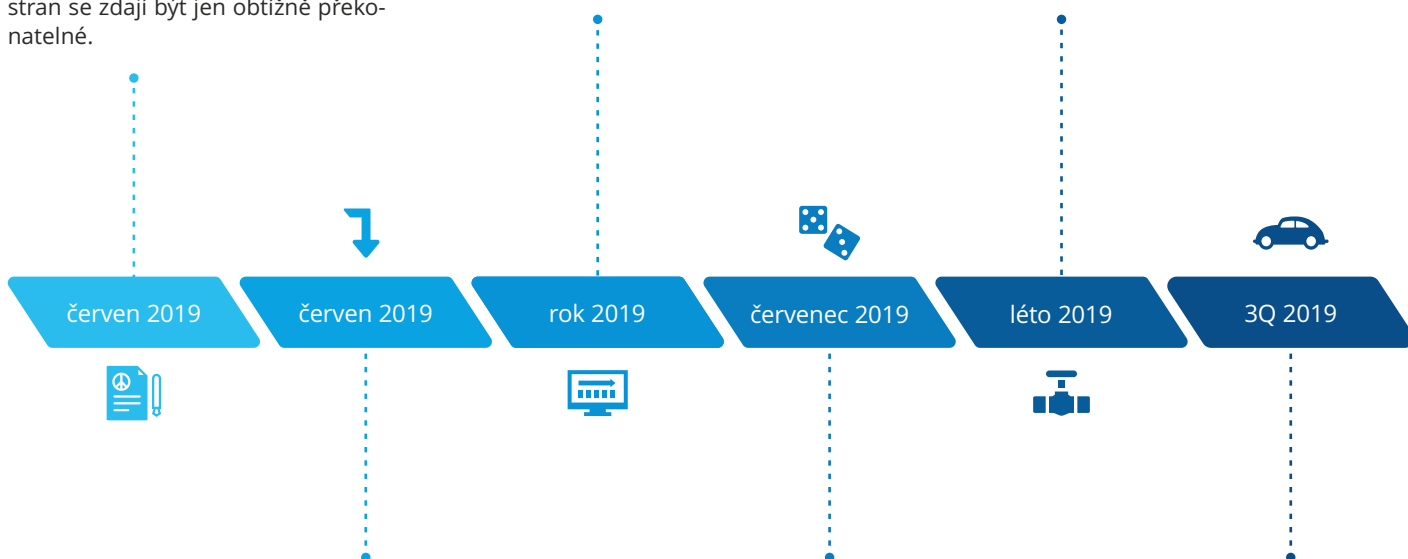 stran se zdají být jen obtížně překo-
natelné.
červen 2019
červen 2019
rok 2019
červenec 2019
léto 2019
3Q 2019